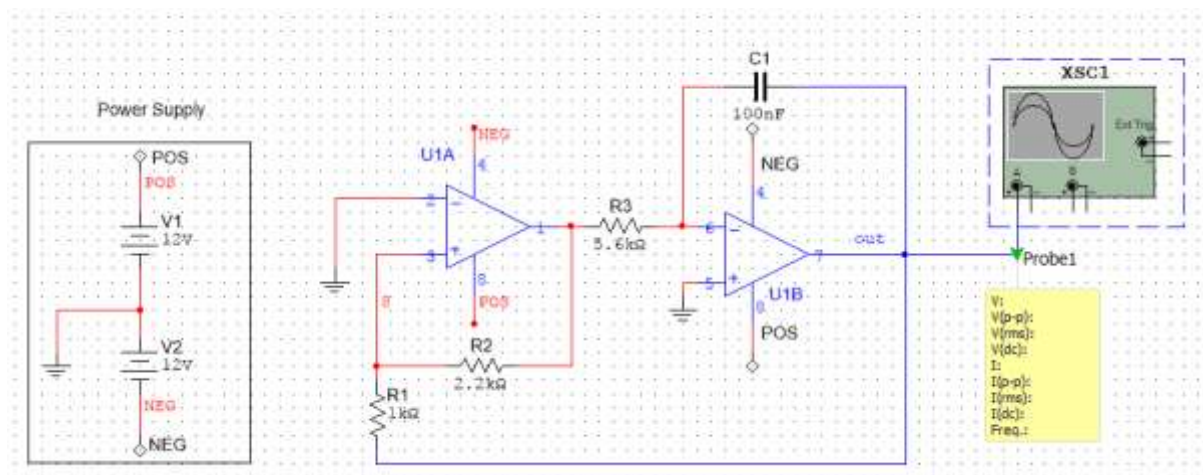 Power Supply
POS
POS
V1
12V
V2
12V
NEG
NEG
U1A
NEG
4
2
3
1
8
POS
R2
2.2kΩ
R1
1kΩ
R3
5.6kΩ
C1
100nF
NEG
4
6
5
7
8
U1B
POS
out
XSC1
Ext Trig
A
B
Probe1
V:
V(p-p):
V(rms):
V(dc):
I:
I(p-p):
I(rms):
I(dc):
Freq.: